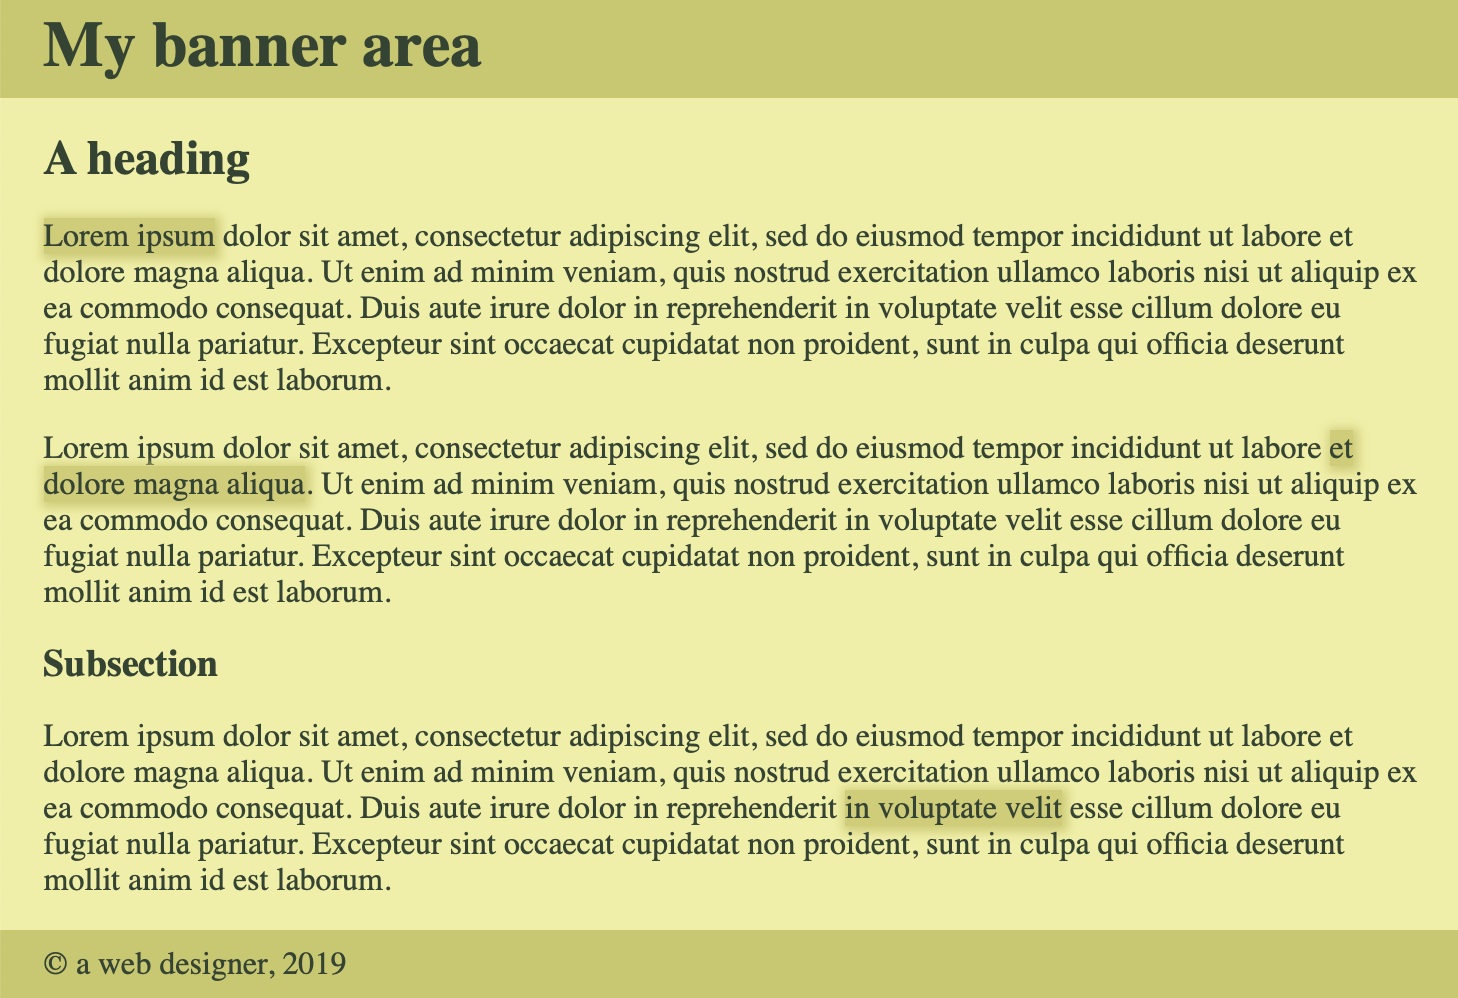 My banner area
A heading
Lorem ipsum dolor sit amet, consectetur adipiscing elit, sed do eiusmod tempor incididunt ut labore et
dolore magna aliqua. Ut enim ad minim veniam, quis nostrud exercitation ullamco laboris nisi ut aliquip ex
ea commodo consequat. Duis aute irure dolor in reprehenderit in voluptate velit esse cillum dolore eu
fugiat nulla pariatur. Excepteur sint occaecat cupidatat non proident, sunt in culpa qui officia deserunt
mollit anim id est laborum.
Lorem ipsum dolor sit amet, consectetur adipiscing elit, sed do eiusmod tempor incididunt ut labore et
dolore magna aliqua. Ut enim ad minim veniam, quis nostrud exercitation ullamco laboris nisi ut aliquip ex
ea commodo consequat. Duis aute irure dolor in reprehenderit in voluptate velit esse cillum dolore eu
fugiat nulla pariatur. Excepteur sint occaecat cupidatat non proident, sunt in culpa qui officia deserunt
mollit anim id est laborum.
Subsection
Lorem ipsum dolor sit amet, consectetur adipiscing elit, sed do eiusmod tempor incididunt ut labore et
dolore magna aliqua. Ut enim ad minim veniam, quis nostrud exercitation ullamco laboris nisi ut aliquip ex
ea commodo consequat. Duis aute irure dolor in reprehenderit in voluptate velit esse cillum dolore eu
fugiat nulla pariatur. Excepteur sint occaecat cupidatat non proident, sunt in culpa qui officia deserunt
mollit anim id est laborum.
© a web designer, 2019